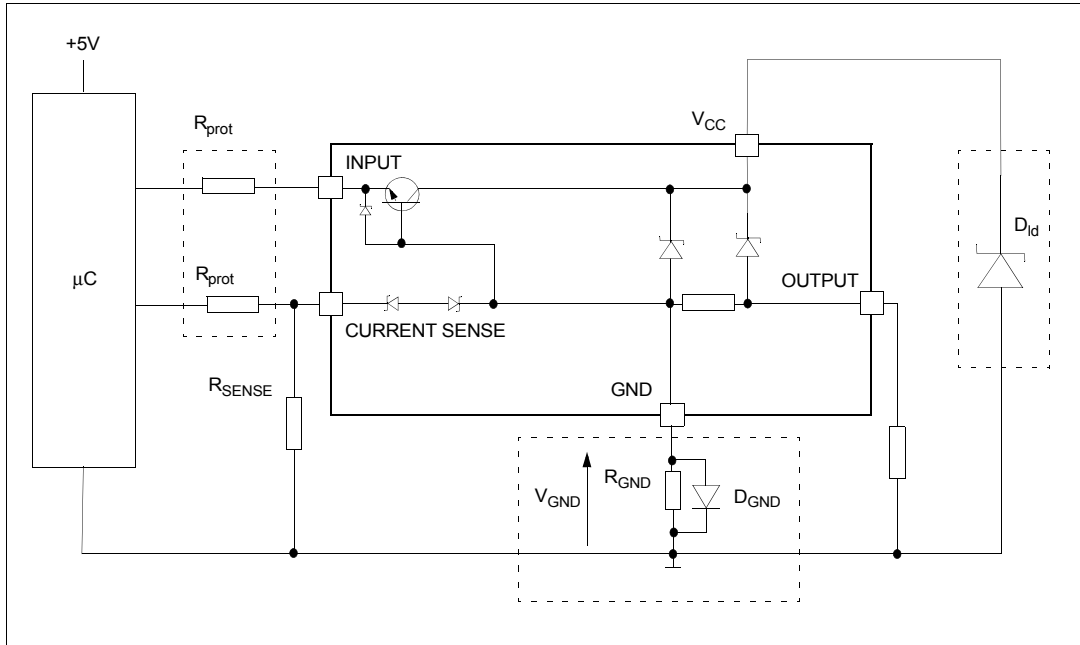 +5V
R_prot
V_CC
INPUT
D_ld
μC
R_prot
OUTPUT
CURRENT SENSE
R_SENSE
GND
R_GND
V_GND
D_GND